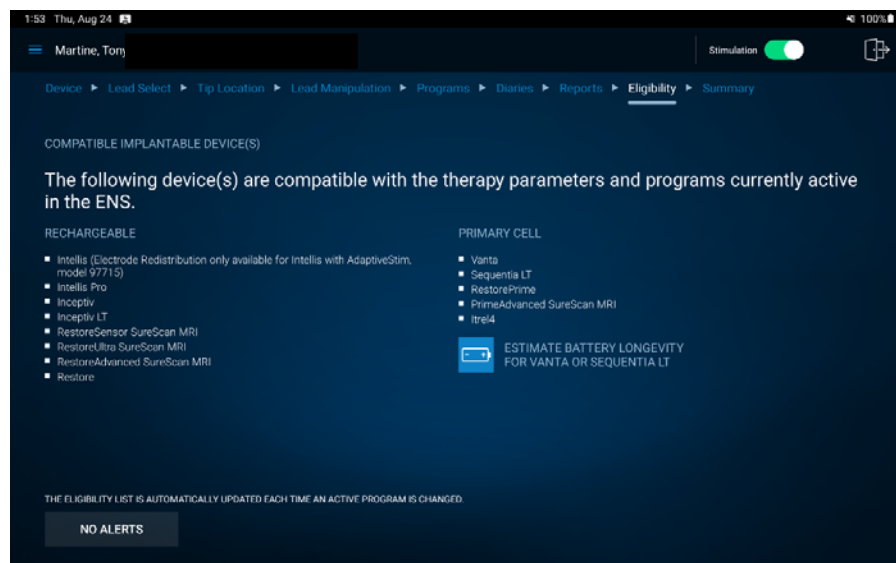 1:53 Thu, Aug 24
100%
Martine, Tony
Stimulation
Device ▶ Lead Select ▶ Tip Location ▶ Lead Manipulation ▶ Programs ▶ Diaries ▶ Reports ▶ Eligibility ▶ Summary
COMPATIBLE IMPLANTABLE DEVICE(S)
The following device(s) are compatible with the therapy parameters and programs currently active
in the ENS.
RECHARGEABLE
Intellis (Electrode Redistribution only available for Intellis with AdaptiveStim,
model 97715)
Intellis Pro
Inceptiv
Inceptiv LT
RestoreSensor SureScan MRI
RestoreUltra SureScan MRI
RestoreAdvanced SureScan MRI
Restore
PRIMARY CELL
Vanta
Sequentia LT
RestorePrime
PrimeAdvanced SureScan MRI
Itrel4
ESTIMATE BATTERY LONGEVITY
FOR VANTA OR SEQUENTIA LT
THE ELIGIBILITY LIST IS AUTOMATICALLY UPDATED EACH TIME AN ACTIVE PROGRAM IS CHANGED.
NO ALERTS